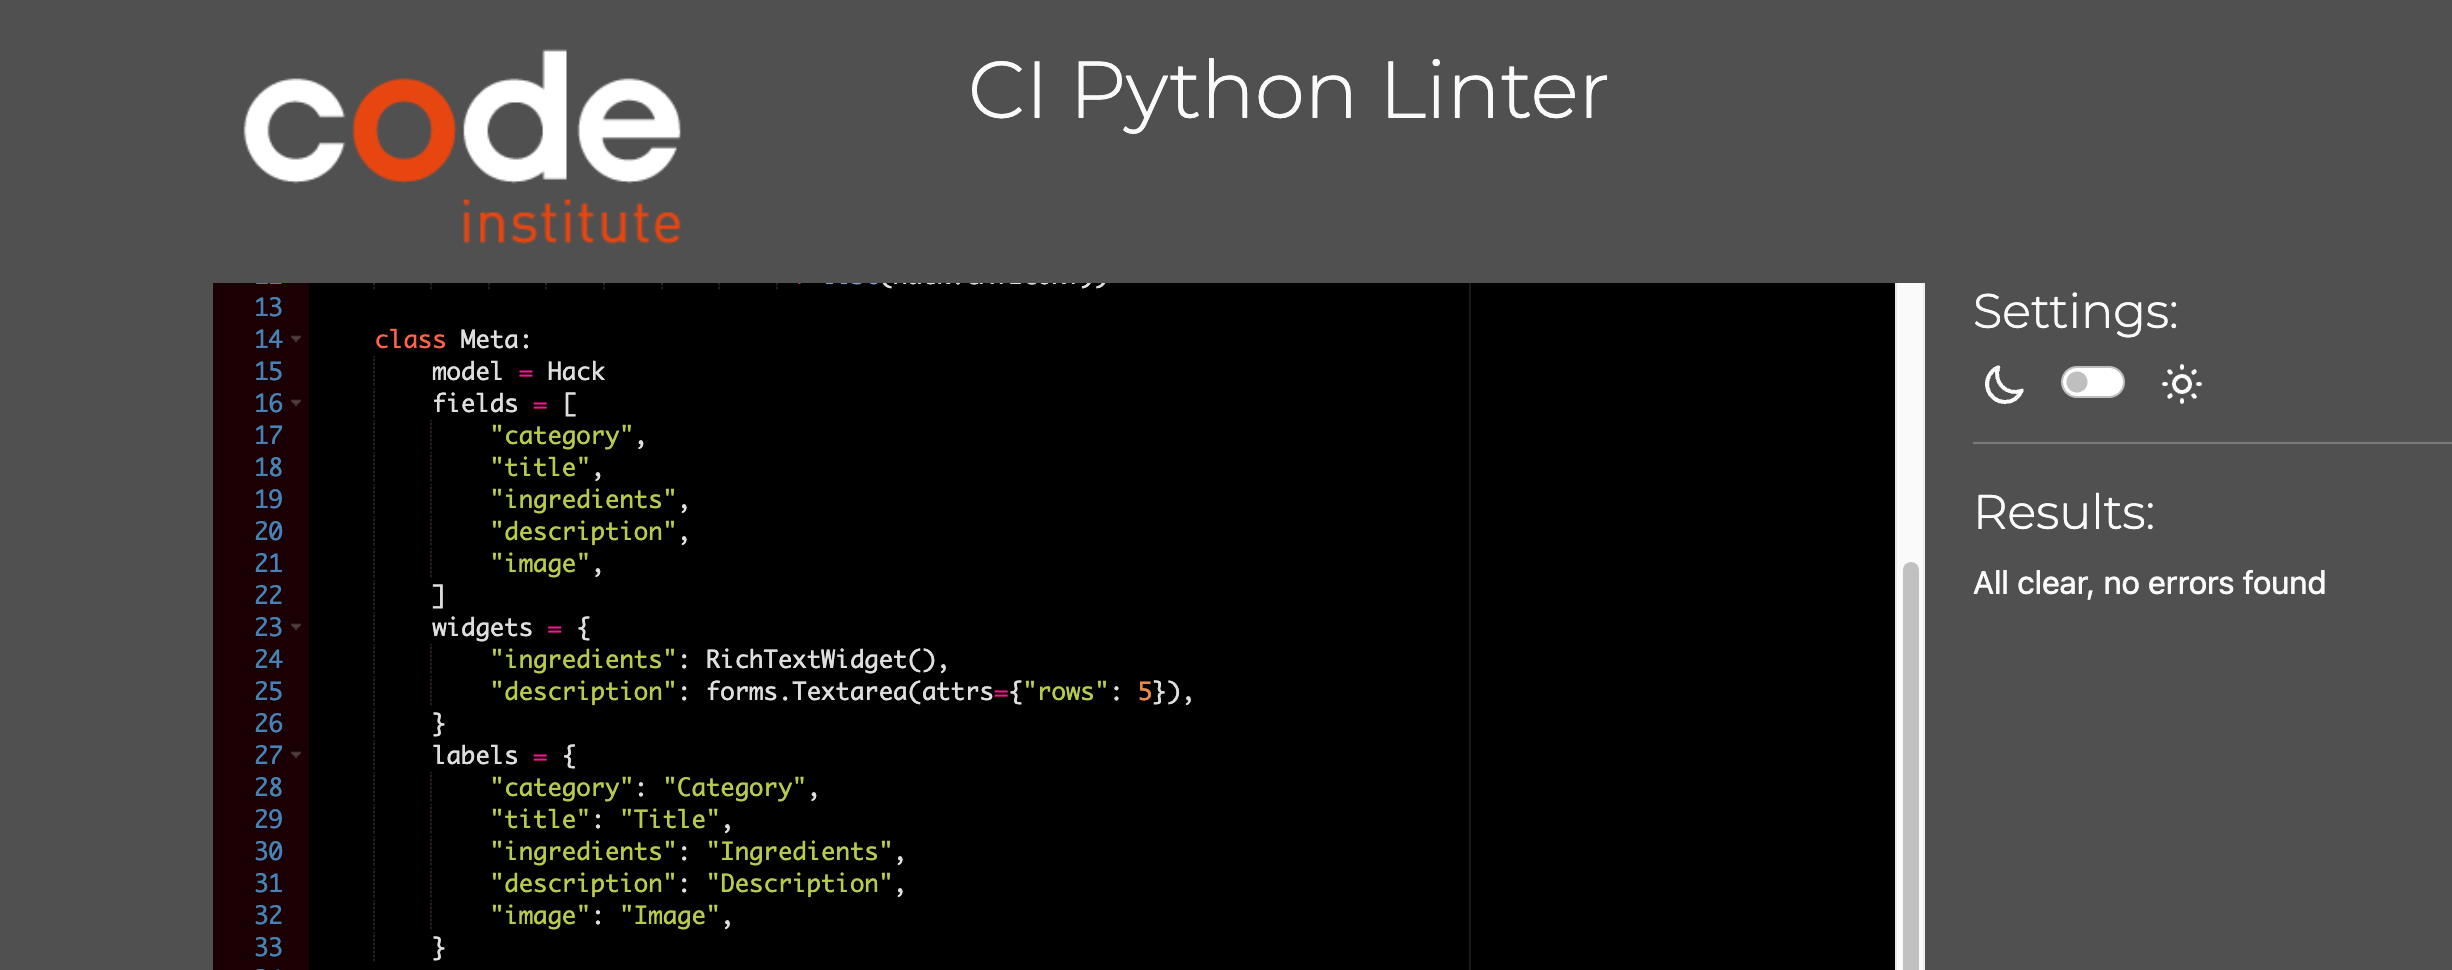 code
institute
CI Python Linter
13
14 class Meta:
15 model = Hack
16 fields = [
17 "category",
18 "title",
19 "ingredients",
20 "description",
21 "image",
22 ]
23 widgets = {
24 "ingredients": RichTextWidget(),
25 "description": forms.Textarea(attrs={"rows": 5}),
26 }
27 labels = {
28 "category": "Category",
29 "title": "Title",
30 "ingredients": "Ingredients",
31 "description": "Description",
32 "image": "Image",
33 }
Settings:
Results:
All clear, no errors found